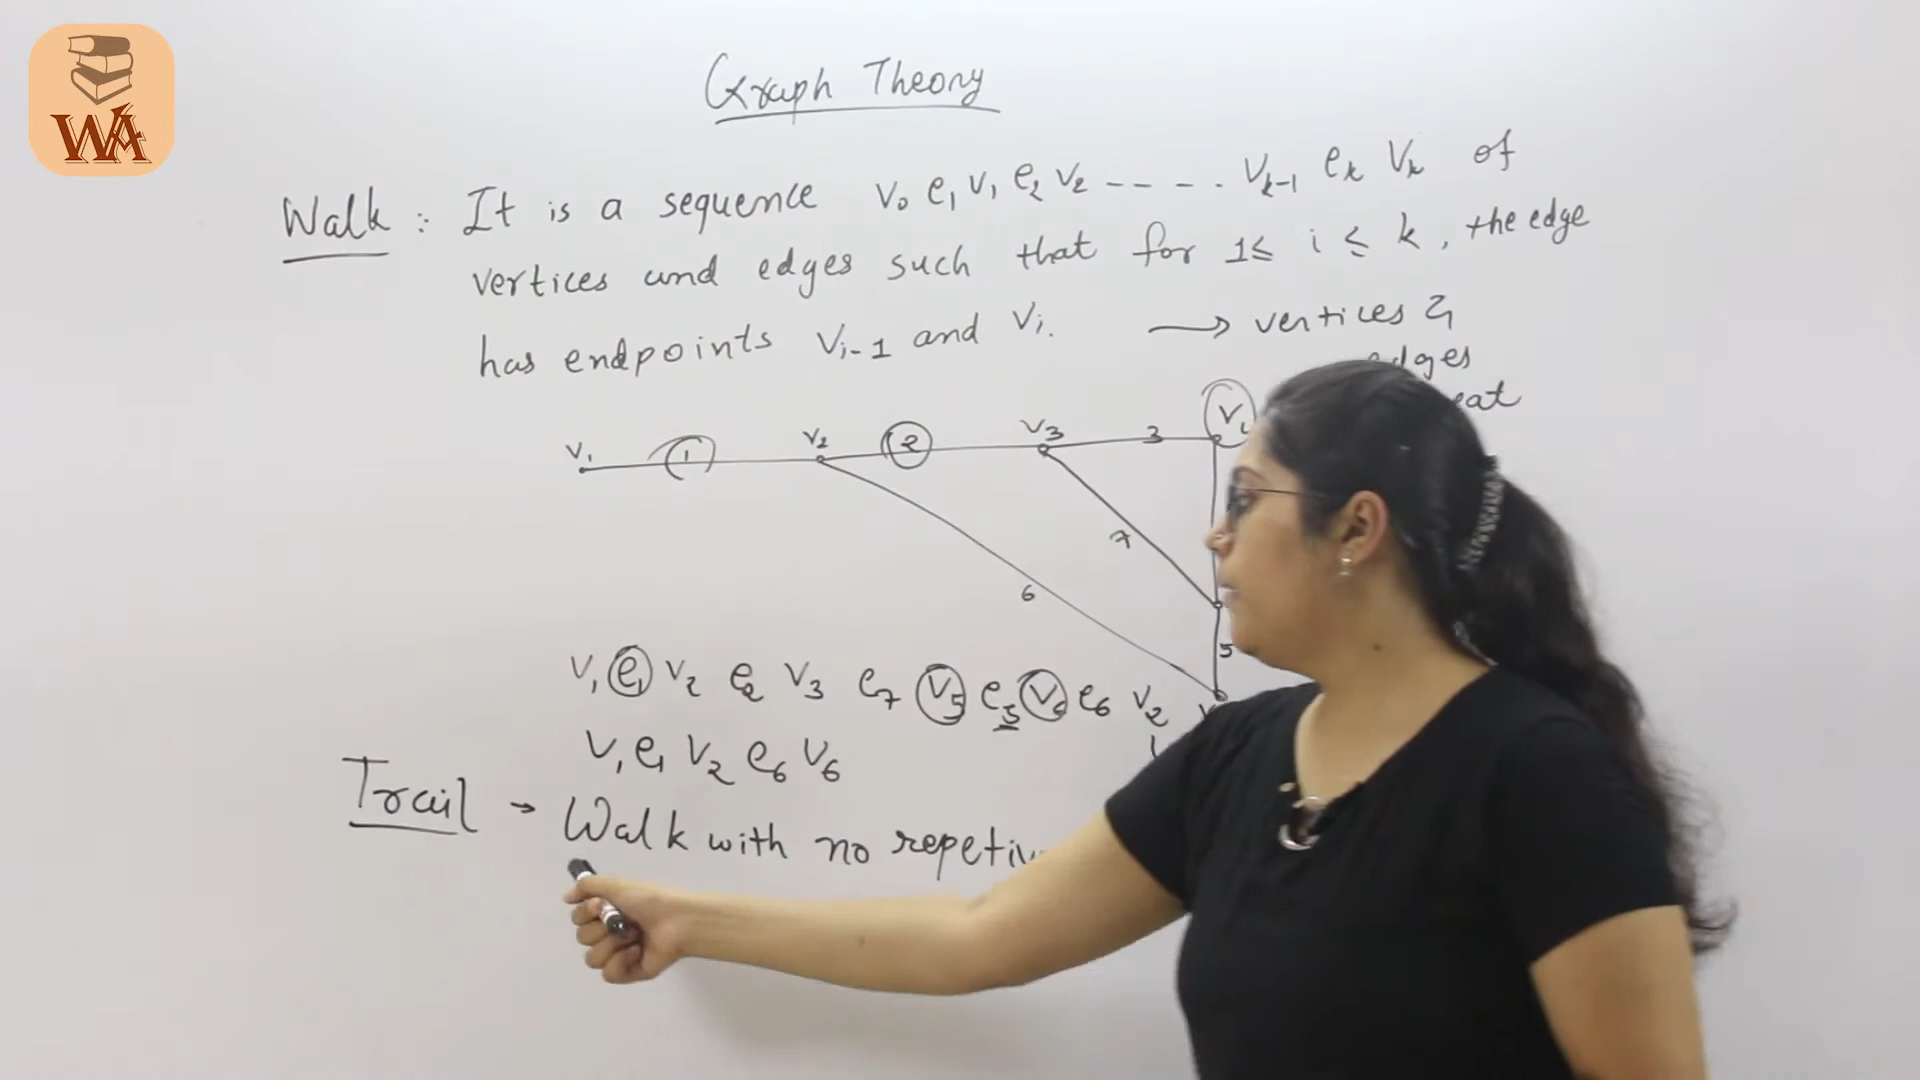 WA
Graph Theory
Walk : It is a sequence v₀ e₁ v₁ e₂ v₂ ---- Vₖ₋₁ eₖ Vₖ of
vertices and edges such that for 1≤ i ≤ k, the edge
has endpoints Vᵢ₋₁ and Vᵢ. → vertices &
edges
V₁ 1 V₂ 2 V₃ 3
7
6
5
V₁ e₁ V₂ e₂ V₃ e₇ V₅ e₅ V₆ e₆ V₂
V₁ e₁ V₂ e₆ V₆
Trail → Walk with no